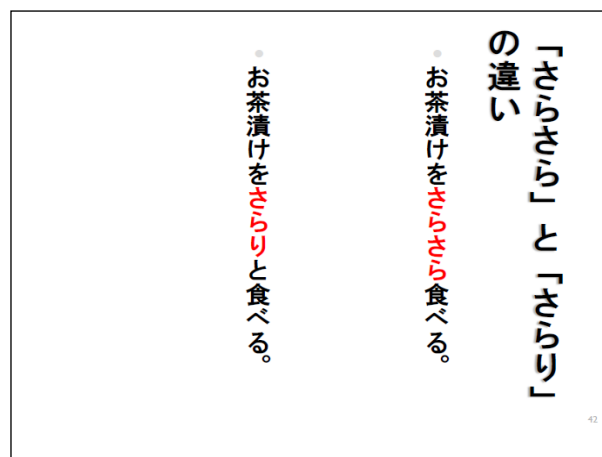 「さらさら」と「さらり」
の違い
• お茶漬けをさらさら食べる。
• お茶漬けをさらりと食べる。
42